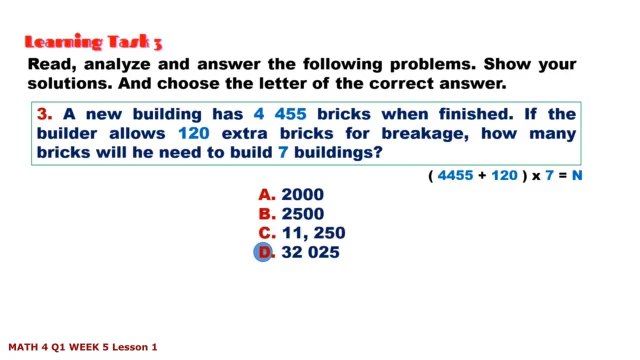 Learning Task 3
Read, analyze and answer the following problems. Show your
solutions. And choose the letter of the correct answer.
3. A new building has 4 455 bricks when finished. If the
builder allows 120 extra bricks for breakage, how many
bricks will he need to build 7 buildings?
( 4455 + 120 ) x 7 = N
A. 2000
B. 2500
C. 11, 250
D. 32 025
MATH 4 Q1 WEEK 5 Lesson 1